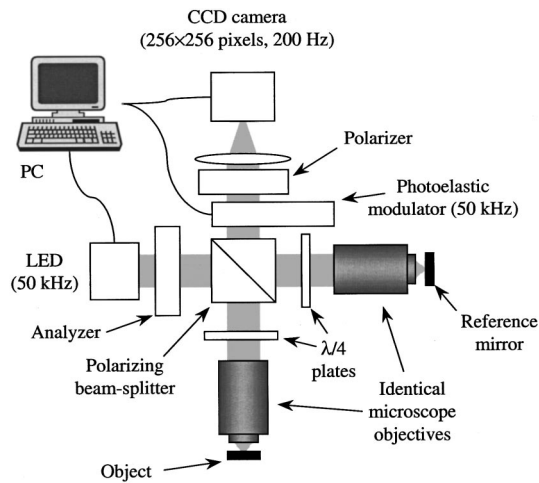 CCD camera
(256×256 pixels, 200 Hz)
Polarizer
PC
Photoelastic
modulator (50 kHz)
LED
(50 kHz)
Analyzer
Reference
mirror
Polarizing
beam-splitter
λ/4
plates
Identical
microscope
objectives
Object